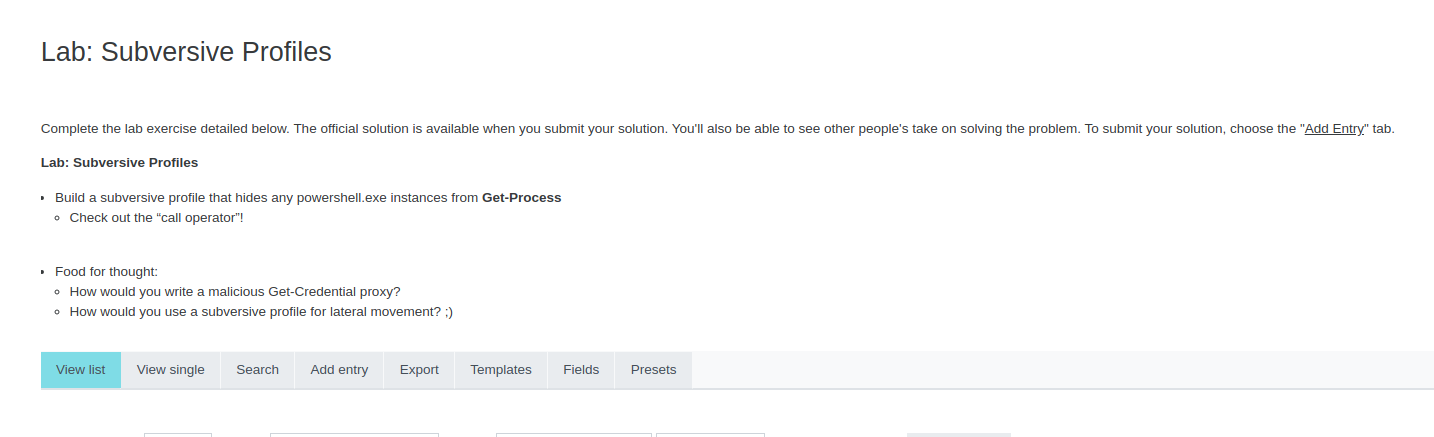 Lab: Subversive Profiles
Complete the lab exercise detailed below. The official solution is available when you submit your solution. You'll also be able to see other people's take on solving the problem. To submit your solution, choose the "Add Entry" tab.
Lab: Subversive Profiles
Build a subversive profile that hides any powershell.exe instances from Get-Process
Check out the “call operator”!
Food for thought:
How would you write a malicious Get-Credential proxy?
How would you use a subversive profile for lateral movement? ;)
View list View single Search Add entry Export Templates Fields Presets